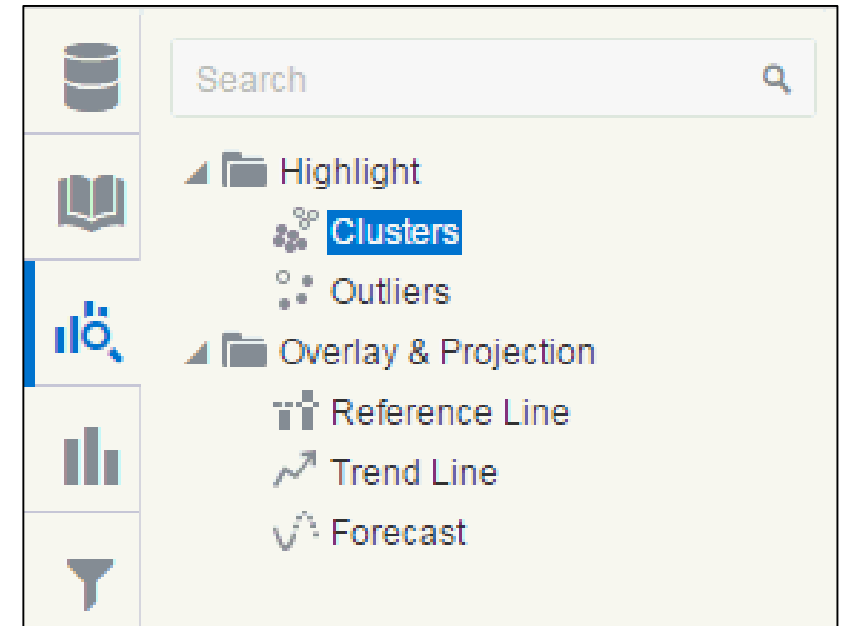 Search
Highlight
Clusters
Outliers
Overlay & Projection
Reference Line
Trend Line
Forecast